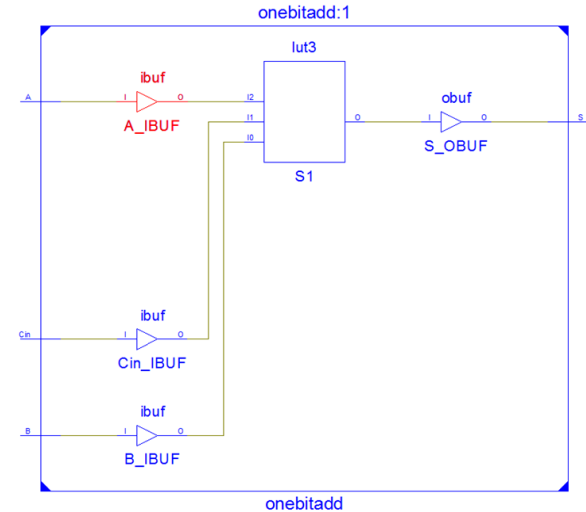 onebitadd:1
lut3
ibuf
A
I
O
A_IBUF
I2
I1
I0
O
S1
obuf
I
O
S_OBUF
S
ibuf
Cin
I
O
Cin_IBUF
ibuf
B
I
O
B_IBUF
onebitadd